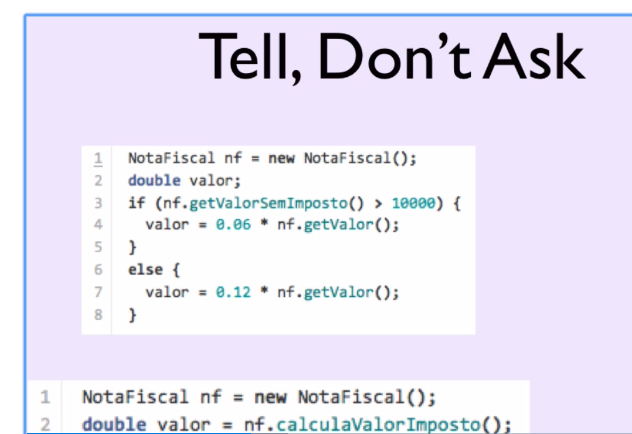 Tell, Don't Ask
1 NotaFiscal nf = new NotaFiscal();
2 double valor;
3 if (nf.getValorSemImposto() > 10000) {
4 valor = 0.06 * nf.getValor();
5 }
6 else {
7 valor = 0.12 * nf.getValor();
8 }
1 NotaFiscal nf = new NotaFiscal();
2 double valor = nf.calculaValorImposto();